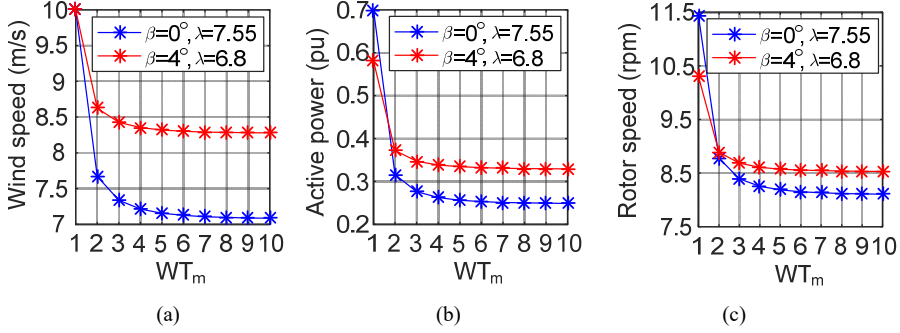 10
9.5
9
8.5
8
7.5
7
Wind speed (m/s)
β=0°, λ=7.55
β=4°, λ=6.8
1 2 3 4 5 6 7 8 9 10
WTm
(a)
0.7
0.6
0.5
0.4
0.3
0.2
Active power (pu)
β=0°, λ=7.55
β=4°, λ=6.8
1 2 3 4 5 6 7 8 9 10
WTm
(b)
11.5
10.5
9.5
8.5
7.5
Rotor speed (rpm)
β=0°, λ=7.55
β=4°, λ=6.8
1 2 3 4 5 6 7 8 9 10
WTm
(c)